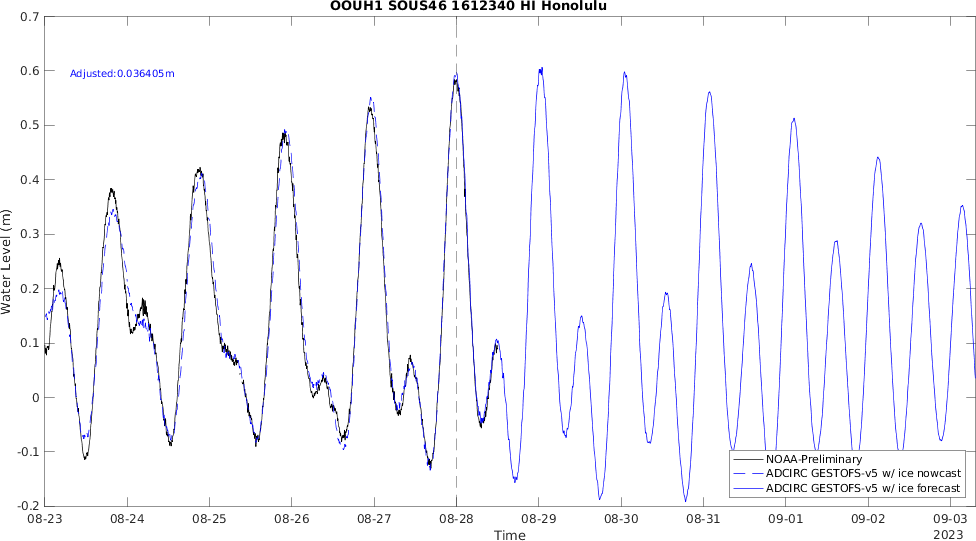 OOUH1 SOUS46 1612340 HI Honolulu
Adjusted:0.036405m
Water Level (m)
0.7
0.6
0.5
0.4
0.3
0.2
0.1
0
-0.1
-0.2
NOAA-Preliminary
ADCIRC GESTOFS-v5 w/ ice nowcast
ADCIRC GESTOFS-v5 w/ ice forecast
08-23 08-24 08-25 08-26 08-27 08-28 08-29 08-30 08-31 09-01 09-02 09-03
Time
2023